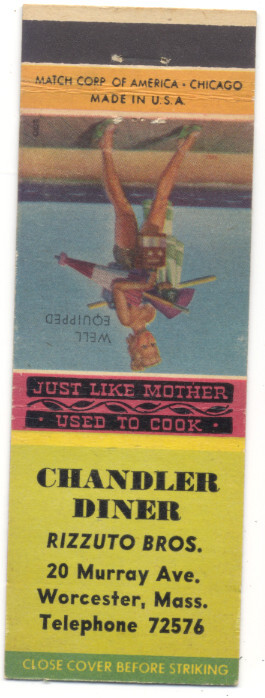 MATCH CORP. OF AMERICA • CHICAGO
MADE IN U.S.A.
WELL
EQUIPPED
JUST LIKE MOTHER
• USED TO COOK •
CHANDLER
DINER
RIZZUTO BROS.
20 Murray Ave.
Worcester, Mass.
Telephone 72576
CLOSE COVER BEFORE STRIKING